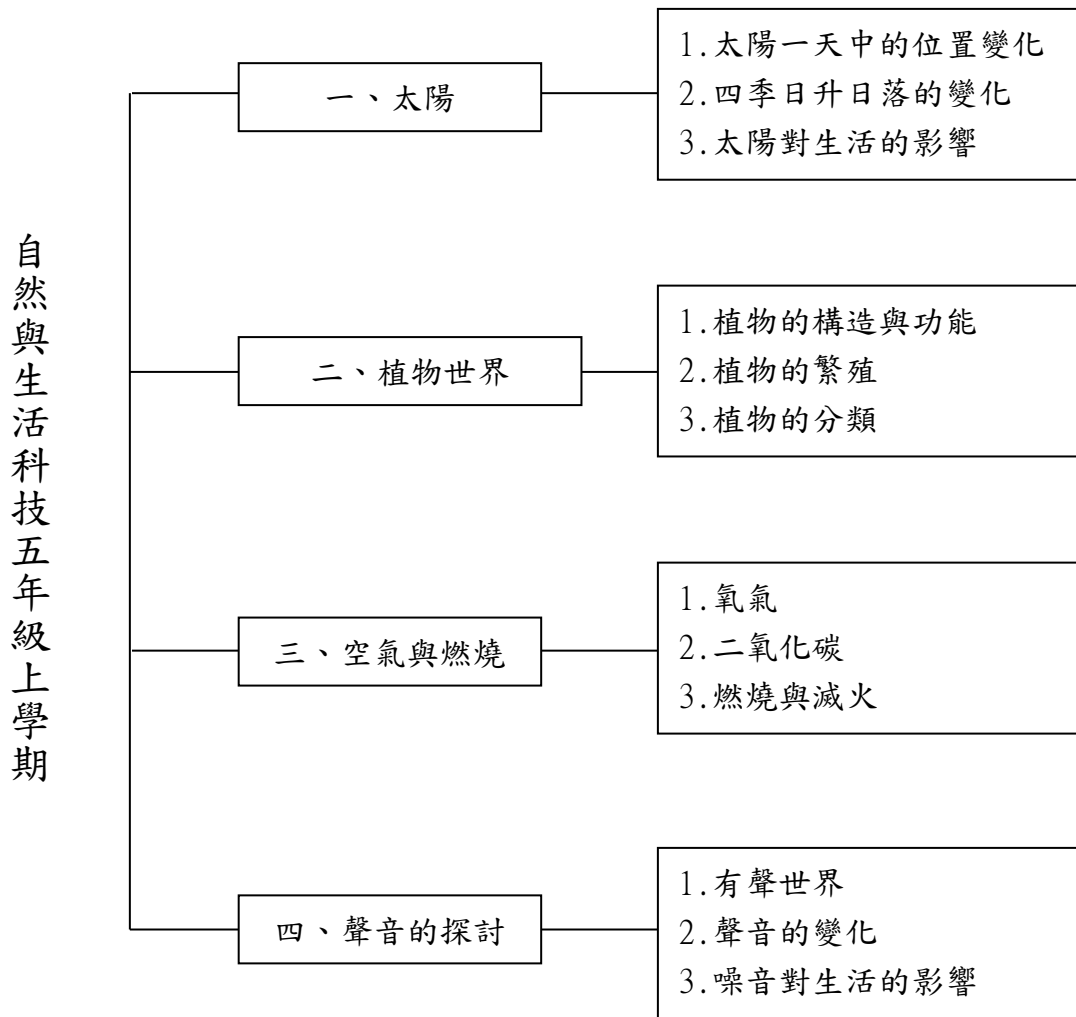 自然與生活科技五年級上學期
一、太陽
1.太陽一天中的位置變化
2.四季日升日落的變化
3.太陽對生活的影響
二、植物世界
1.植物的構造與功能
2.植物的繁殖
3.植物的分類
三、空氣與燃燒
1.氧氣
2.二氧化碳
3.燃燒與滅火
四、聲音的探討
1.有聲世界
2.聲音的變化
3.噪音對生活的影響